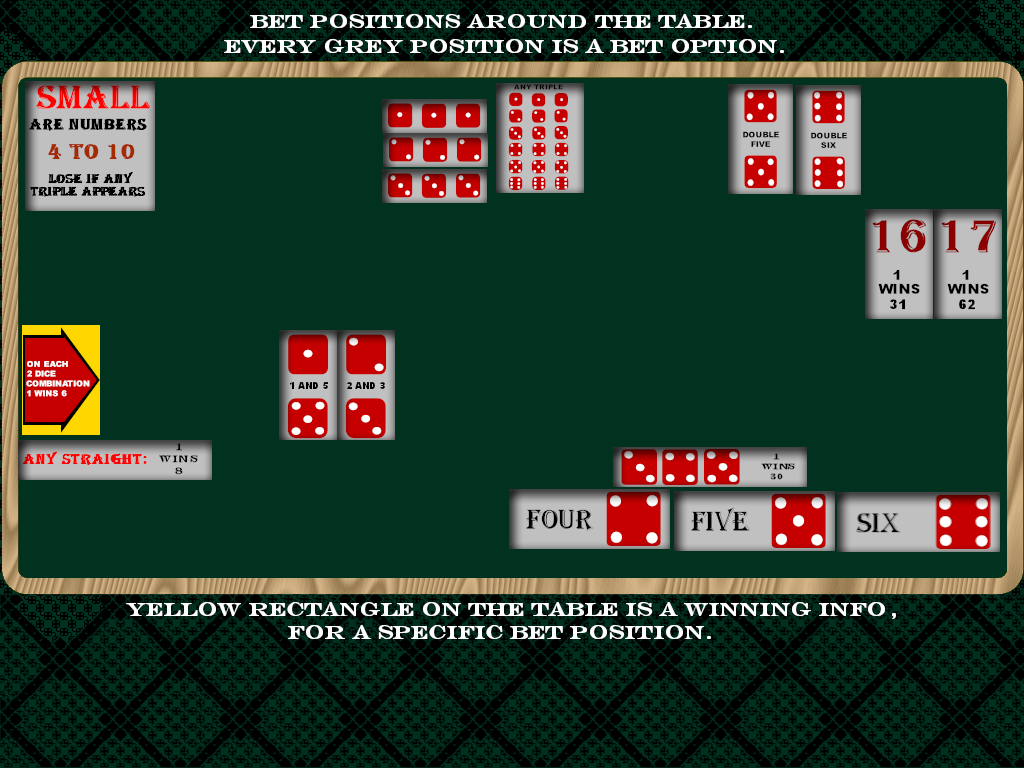 BET POSITIONS AROUND THE TABLE.
EVERY GREY POSITION IS A BET OPTION.
SMALL
ARE NUMBERS
4 TO 10
LOSE IF ANY
TRIPLE APPEARS
ANY TRIPLE
DOUBLE
FIVE
DOUBLE
SIX
16
1
WINS
31
17
1
WINS
62
ON EACH
2 DICE
COMBINATION
1 WINS 6
1 AND 5
2 AND 3
ANY STRAIGHT:
1
WINS
8
1
WINS
30
FOUR
FIVE
SIX
YELLOW RECTANGLE ON THE TABLE IS A WINNING INFO,
FOR A SPECIFIC BET POSITION.